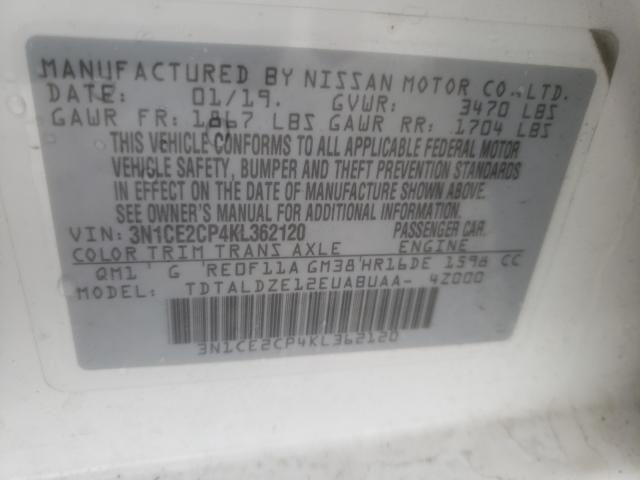 MANUFACTURED BY NISSAN MOTOR CO., LTD.
DATE: 01/19. GVWR: 3470 LBS
GAWR FR: 1867 LBS GAWR RR: 1704 LBS
THIS VEHICLE CONFORMS TO ALL APPLICABLE FEDERAL MOTOR
VEHICLE SAFETY, BUMPER AND THEFT PREVENTION STANDARDS
IN EFFECT ON THE DATE OF MANUFACTURE SHOWN ABOVE.
SEE OWNER'S MANUAL FOR ADDITIONAL INFORMATION.
VIN: 3N1CE2CP4KL362120 PASSENGER CAR.
COLOR TRIM TRANS AXLE ENGINE
QM1 G RE0F11A GM38 HR16DE 1598 CC
MODEL: TDTALDZE12EUABUAA- 4Z000
3N1CE2CP4KL362120